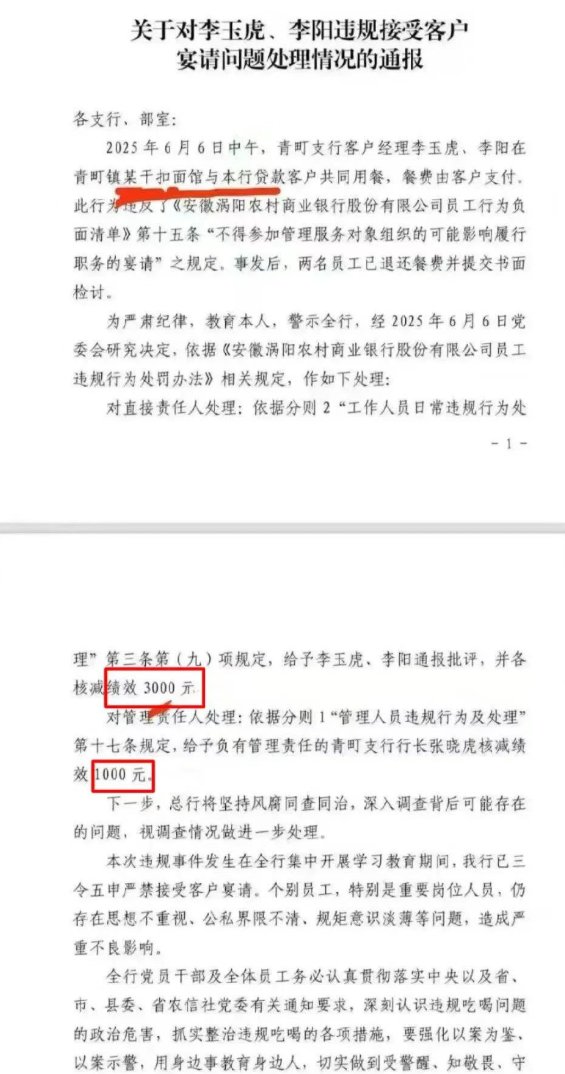 关于对李玉虎、李阳违规接受客户
宴请问题处理情况的通报
各支行、部室：
2025年6月6日中午，青町支行客户经理李玉虎、李阳在
青町镇某干扣面馆与本行贷款客户共同用餐，餐费由客户支付。
此行为违反了《安徽涡阳农村商业银行股份有限公司员工行为负
面清单》第十五条“不得参加管理服务对象组织的可能影响履行
职务的宴请”之规定。事发后，两名员工已退还餐费并提交书面
检讨。
为严肃纪律，教育本人，警示全行，经2025年6月6日党
委会研究决定，依据《安徽涡阳农村商业银行股份有限公司员工
违规行为处罚办法》相关规定，作如下处理：
对直接责任人处理：依据分则2“工作人员日常违规行为处
- 1 -
理”第三条第（九）项规定，给予李玉虎、李阳通报批评，并各
核减绩效3000元
对管理责任人处理：依据分则1“管理人员违规行为及处理”
第十七条规定，给予负有管理责任的青町支行行长张晓虎核减绩
效1000元。
下一步，总行将坚持风腐同查同治，深入调查背后可能存在
的问题，视调查情况做进一步处理。
本次违规事件发生在全行集中开展学习教育期间，我行已三
令五申严禁接受客户宴请。个别员工，特别是重要岗位人员，仍
存在思想不重视、公私界限不清、规矩意识淡薄等问题，造成严
重不良影响。
全行党员干部及全体员工务必认真贯彻落实中央以及省、
市、县委、省农信社党委有关通知要求，深刻认识违规吃喝问题
的政治危害，抓实整治违规吃喝的各项措施，要强化以案为鉴、
以案示警，用身边事教育身边人，切实做到受警醒、知敬畏、守